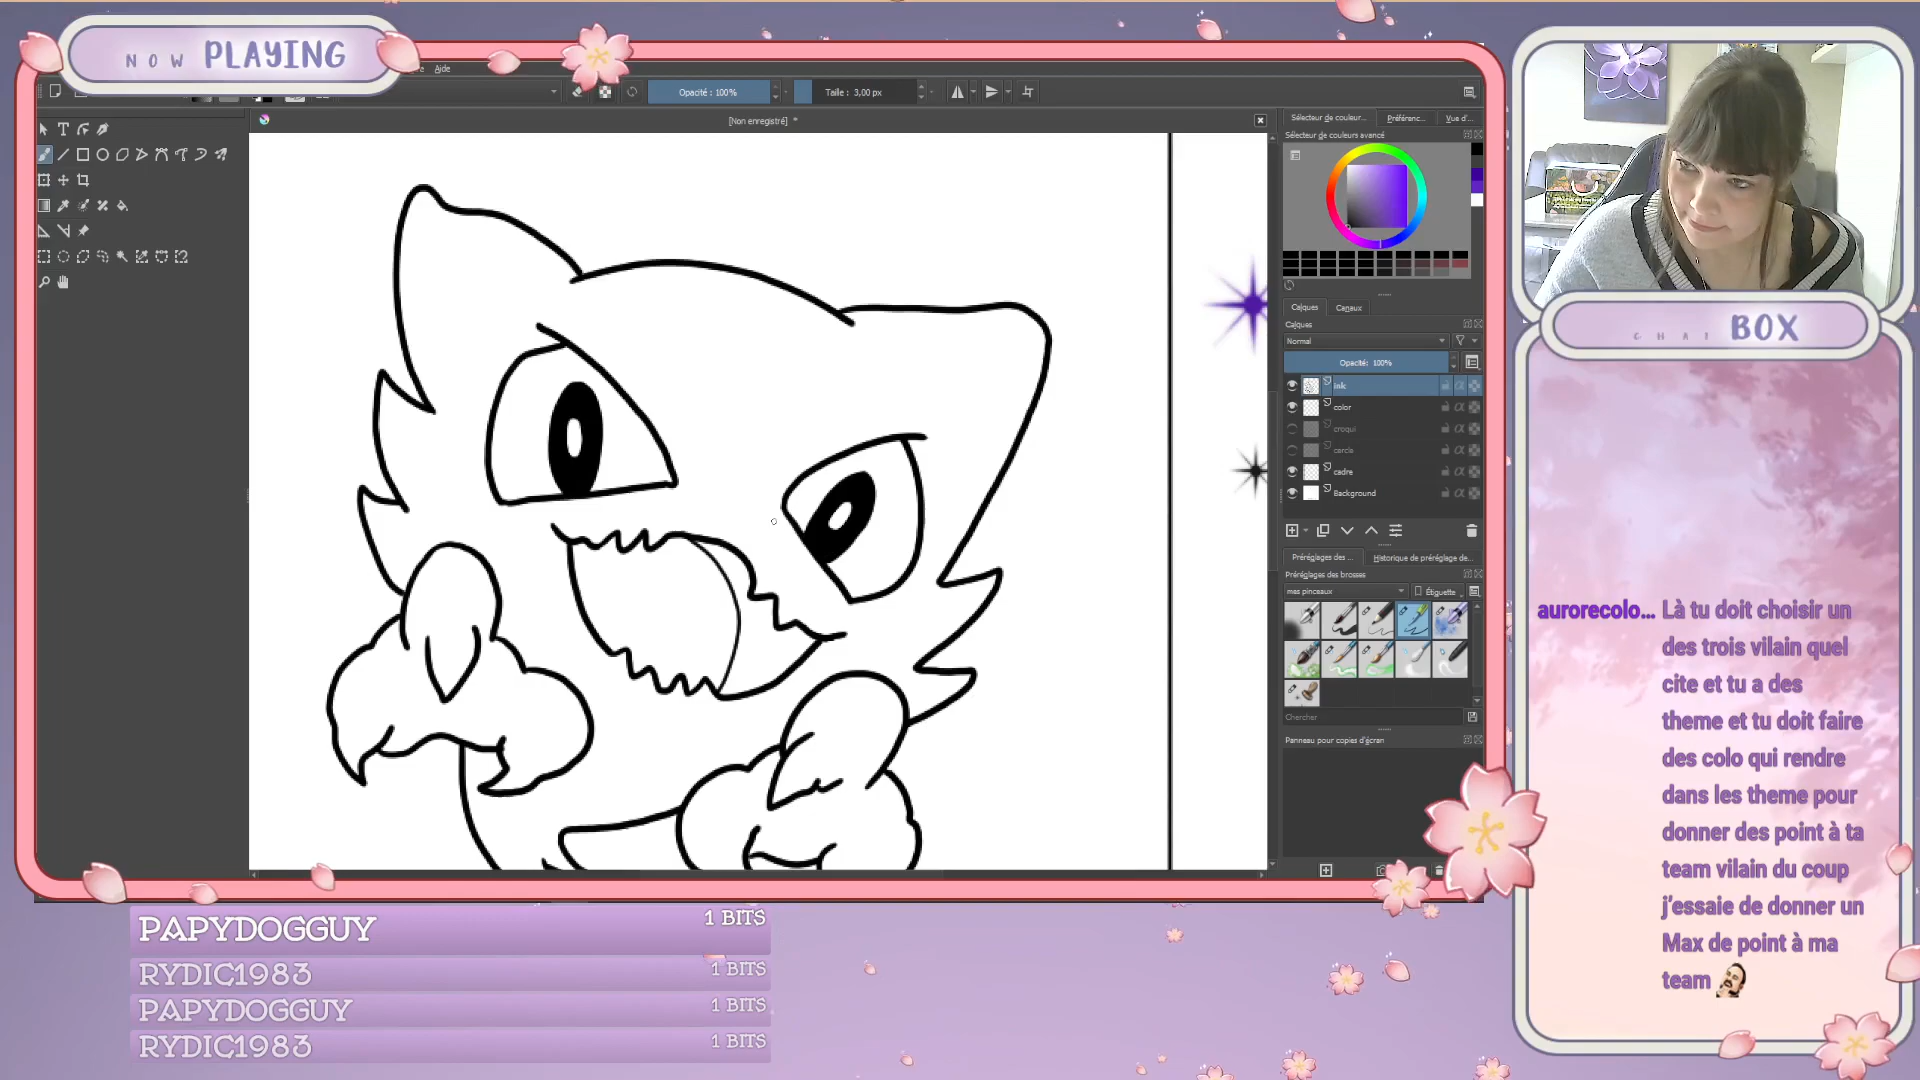 NOW PLAYING
Aide
Opacité : 100%
Taille : 3,00 px
[Non enregistré] *
Sélecteur de couleur...
Préférenc...
Vue d'...
Sélecteur de couleurs avancé
Calques
Canaux
Calques
Normal
Opacité: 100%
ink
color
croqui
cercle
cadre
Background
Préréglages des ...
Historique de préréglage de...
Préréglages des brosses
mes pinceaux
Étiquette
Chercher
Panneau pour copies d'écran
CHAT BOX
aurorecolo... Là tu doit choisir un
des trois vilain quel
cite et tu a des
theme et tu doit faire
des colo qui rendre
dans les theme pour
donner des point à ta
team vilain du coup
j'essaie de donner un
Max de point à ma
team
PAPYDOGGUY 1 BITS
RYDIC1983 1 BITS
PAPYDOGGUY 1 BITS
RYDIC1983 1 BITS